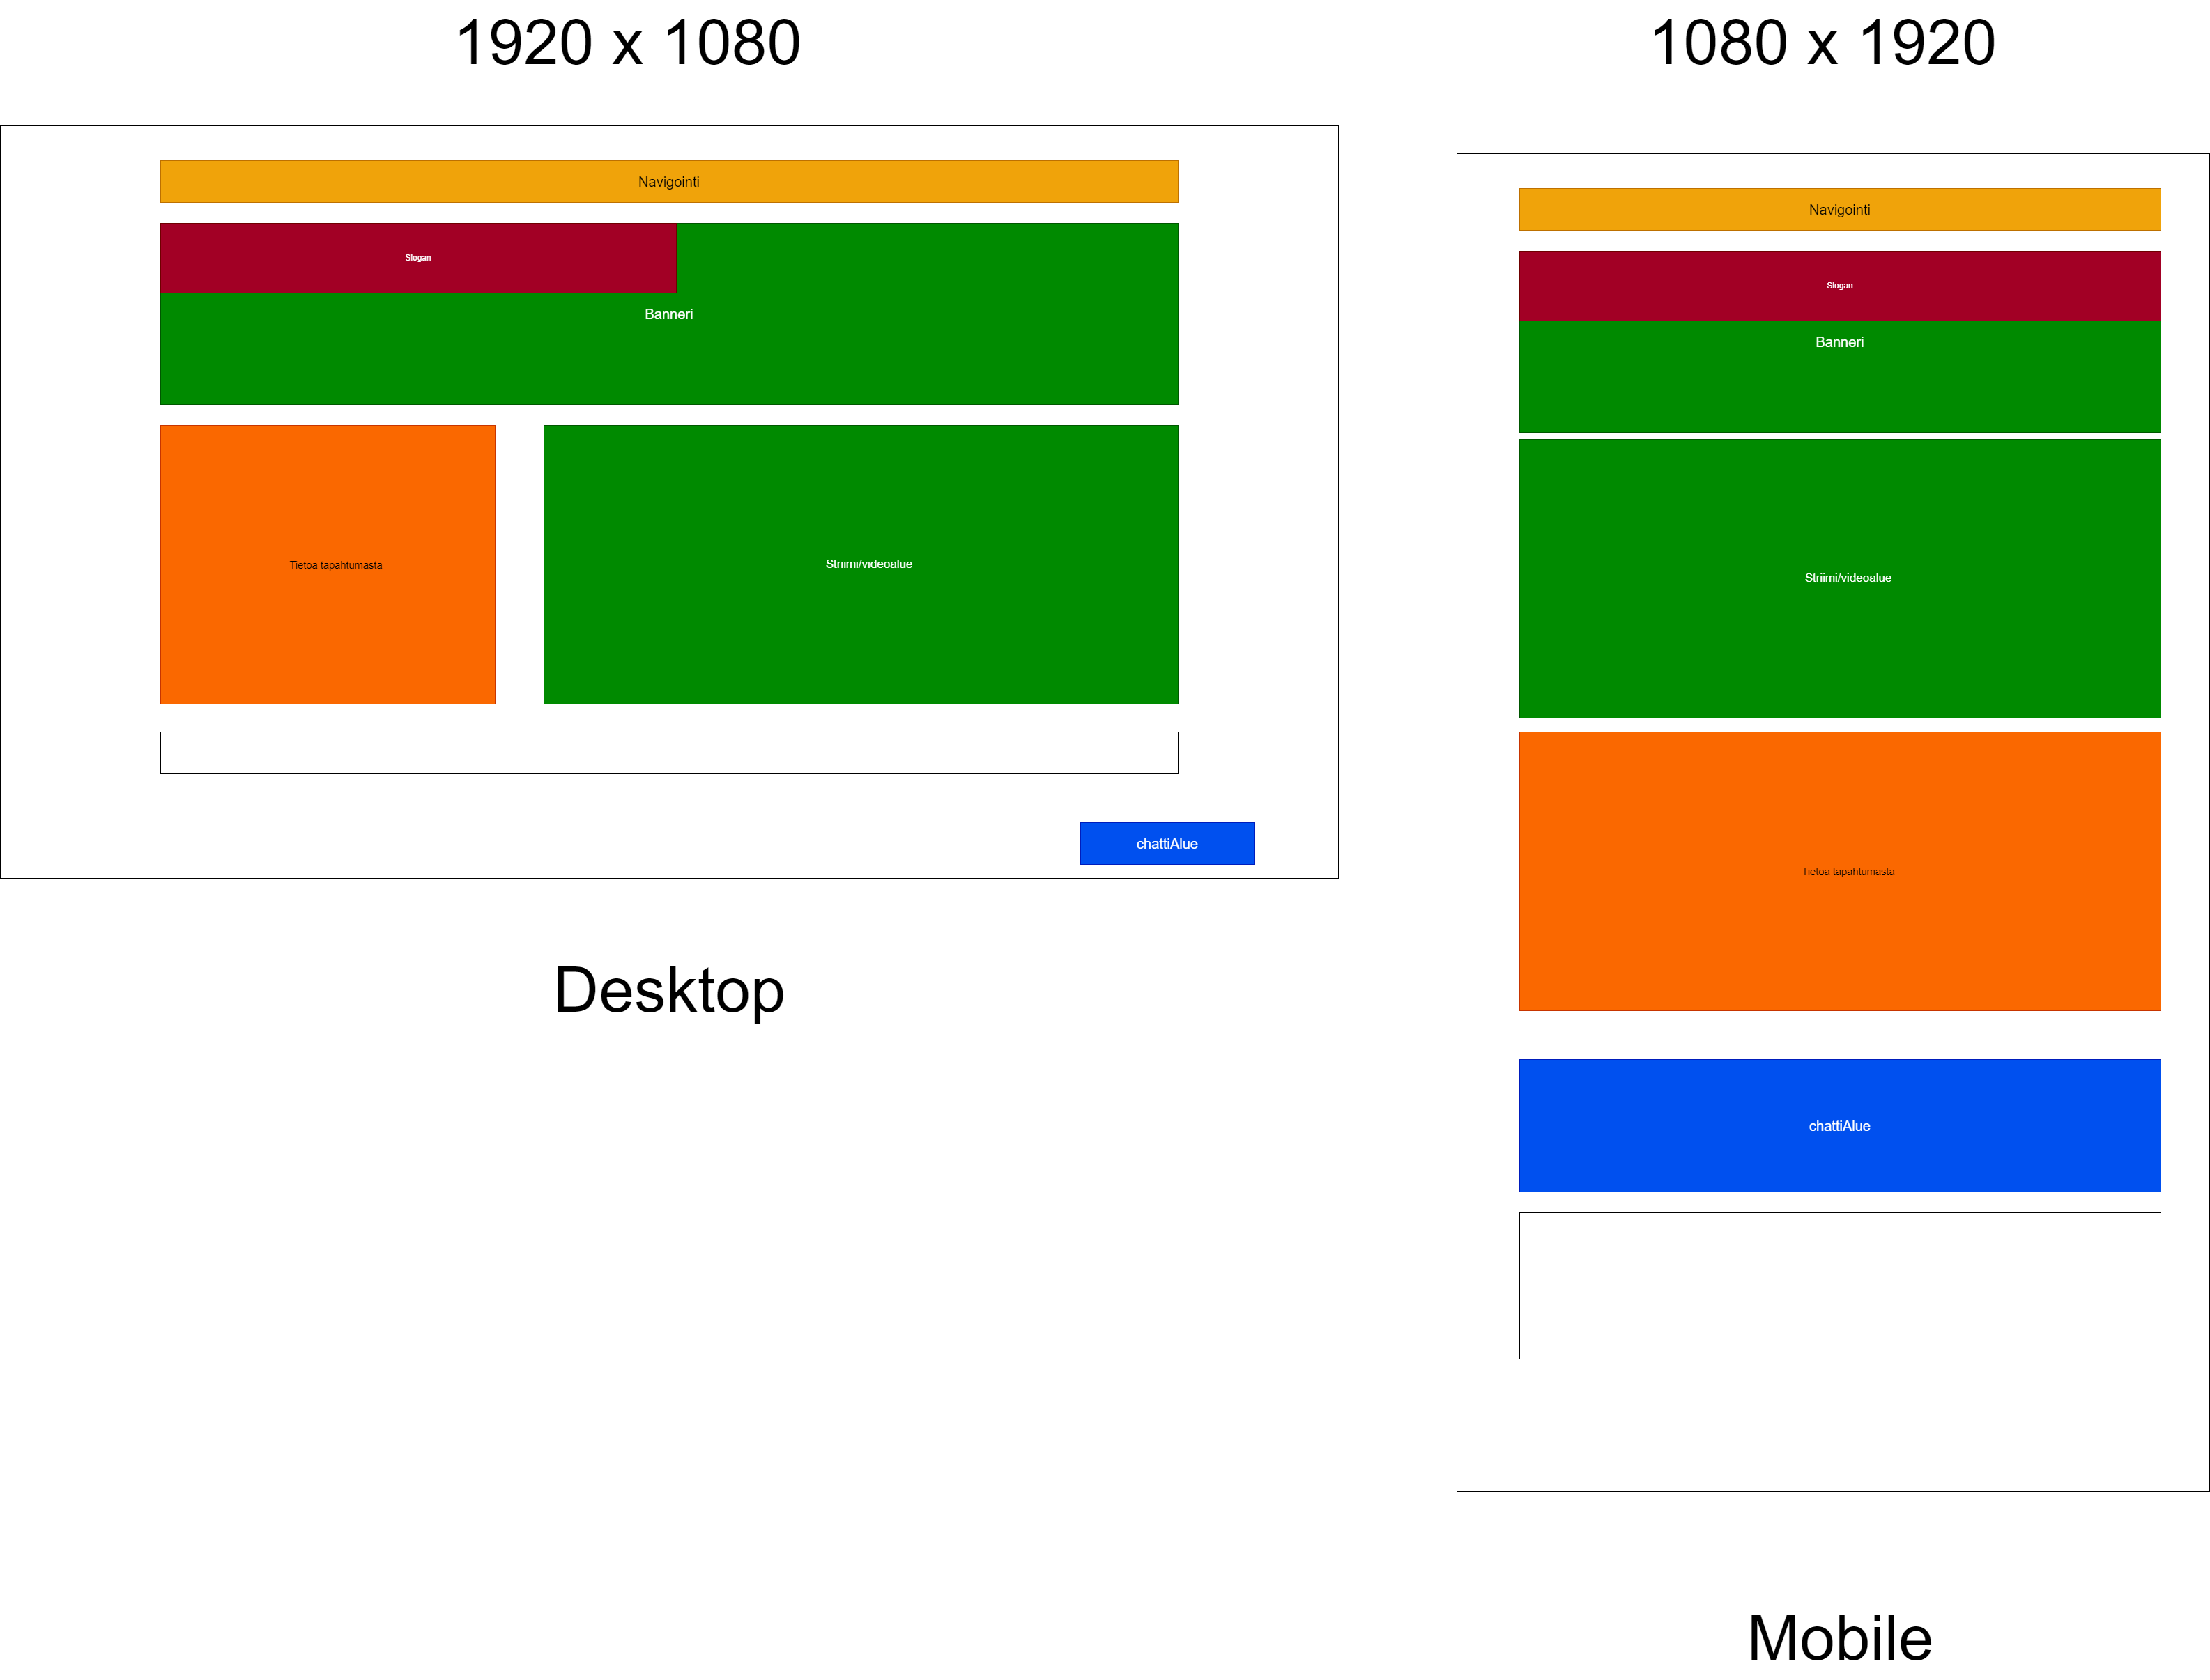 1920 x 1080
Navigointi
Slogan
Banneri
Tietoa tapahtumasta
Striimi/videoalue
chattiAlue
Desktop
1080 x 1920
Navigointi
Slogan
Banneri
Striimi/videoalue
Tietoa tapahtumasta
chattiAlue
Mobile